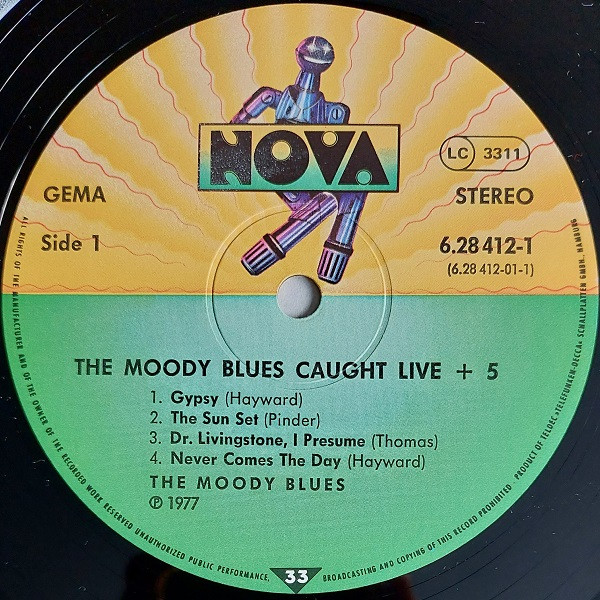 NOVA
LC 3311
GEMA
STEREO
Side 1
6.28 412-1
(6.28 412-01-1)
THE MOODY BLUES CAUGHT LIVE + 5
1. Gypsy (Hayward)
2. The Sun Set (Pinder)
3. Dr. Livingstone, I Presume (Thomas)
4. Never Comes The Day (Hayward)
THE MOODY BLUES
℗ 1977
33
ALL RIGHTS OF THE MANUFACTURER AND OF THE OWNER OF THE RECORDED WORK RESERVED UNAUTHORIZED PUBLIC PERFORMANCE, BROADCASTING AND COPYING OF THIS RECORD PROHIBITED. PRODUCT OF TELDEC »TELEFUNKEN-DECCA« SCHALLPLATTEN GMBH., HAMBURG